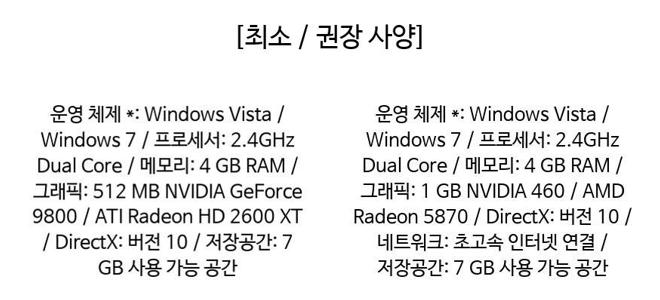 [최소 / 권장 사양]
운영 체제 *: Windows Vista /
Windows 7 / 프로세서: 2.4GHz
Dual Core / 메모리: 4 GB RAM /
그래픽: 512 MB NVIDIA GeForce
9800 / ATI Radeon HD 2600 XT
/ DirectX: 버전 10 / 저장공간: 7
GB 사용 가능 공간
운영 체제 *: Windows Vista /
Windows 7 / 프로세서: 2.4GHz
Dual Core / 메모리: 4 GB RAM /
그래픽: 1 GB NVIDIA 460 / AMD
Radeon 5870 / DirectX: 버전 10 /
네트워크: 초고속 인터넷 연결 /
저장공간: 7 GB 사용 가능 공간